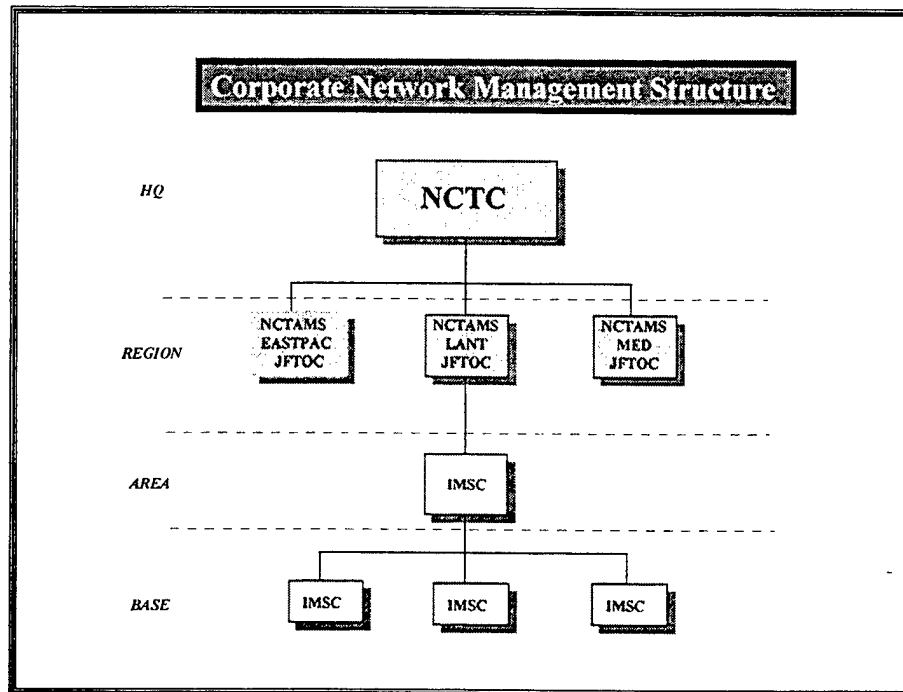 Corporate Network Management Structure
HQ
NCTC
REGION
NCTAMS
EASTPAC
JFTOC
NCTAMS
LANT
JFTOC
NCTAMS
MED
JFTOC
AREA
IMSC
BASE
IMSC
IMSC
IMSC